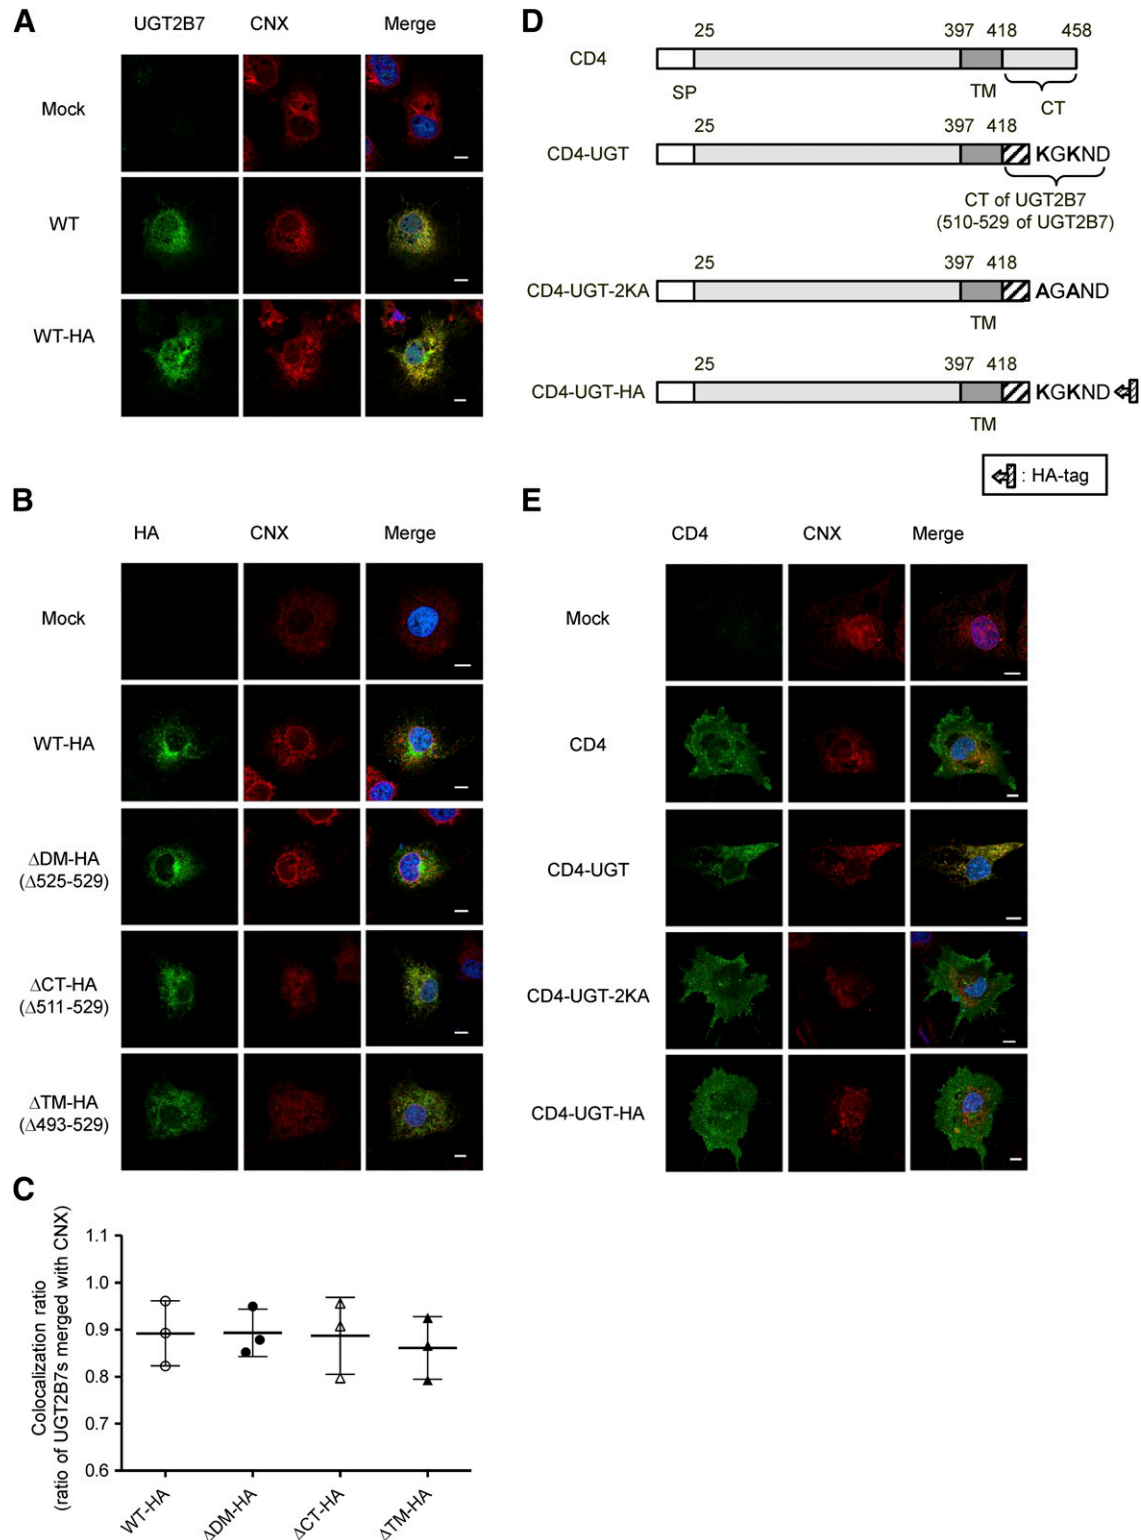 A
UGT2B7 CNX Merge
Mock
WT
WT-HA
B
HA CNX Merge
Mock
WT-HA
ΔDM-HA
(Δ525-529)
ΔCT-HA
(Δ511-529)
ΔTM-HA
(Δ493-529)
C
Colocalization ratio
(ratio of UGT2B7s merged with CNX)
1.1
1.0
0.9
0.8
0.7
0.6
WT-HA ΔDM-HA ΔCT-HA ΔTM-HA
D
25 397 418 458
CD4
SP TM CT
25 397 418
CD4-UGT KGKND
CT of UGT2B7
(510-529 of UGT2B7)
25 397 418
CD4-UGT-2KA AGAND
TM
25 397 418
CD4-UGT-HA KGKND
TM
: HA-tag
E
CD4 CNX Merge
Mock
CD4
CD4-UGT
CD4-UGT-2KA
CD4-UGT-HA